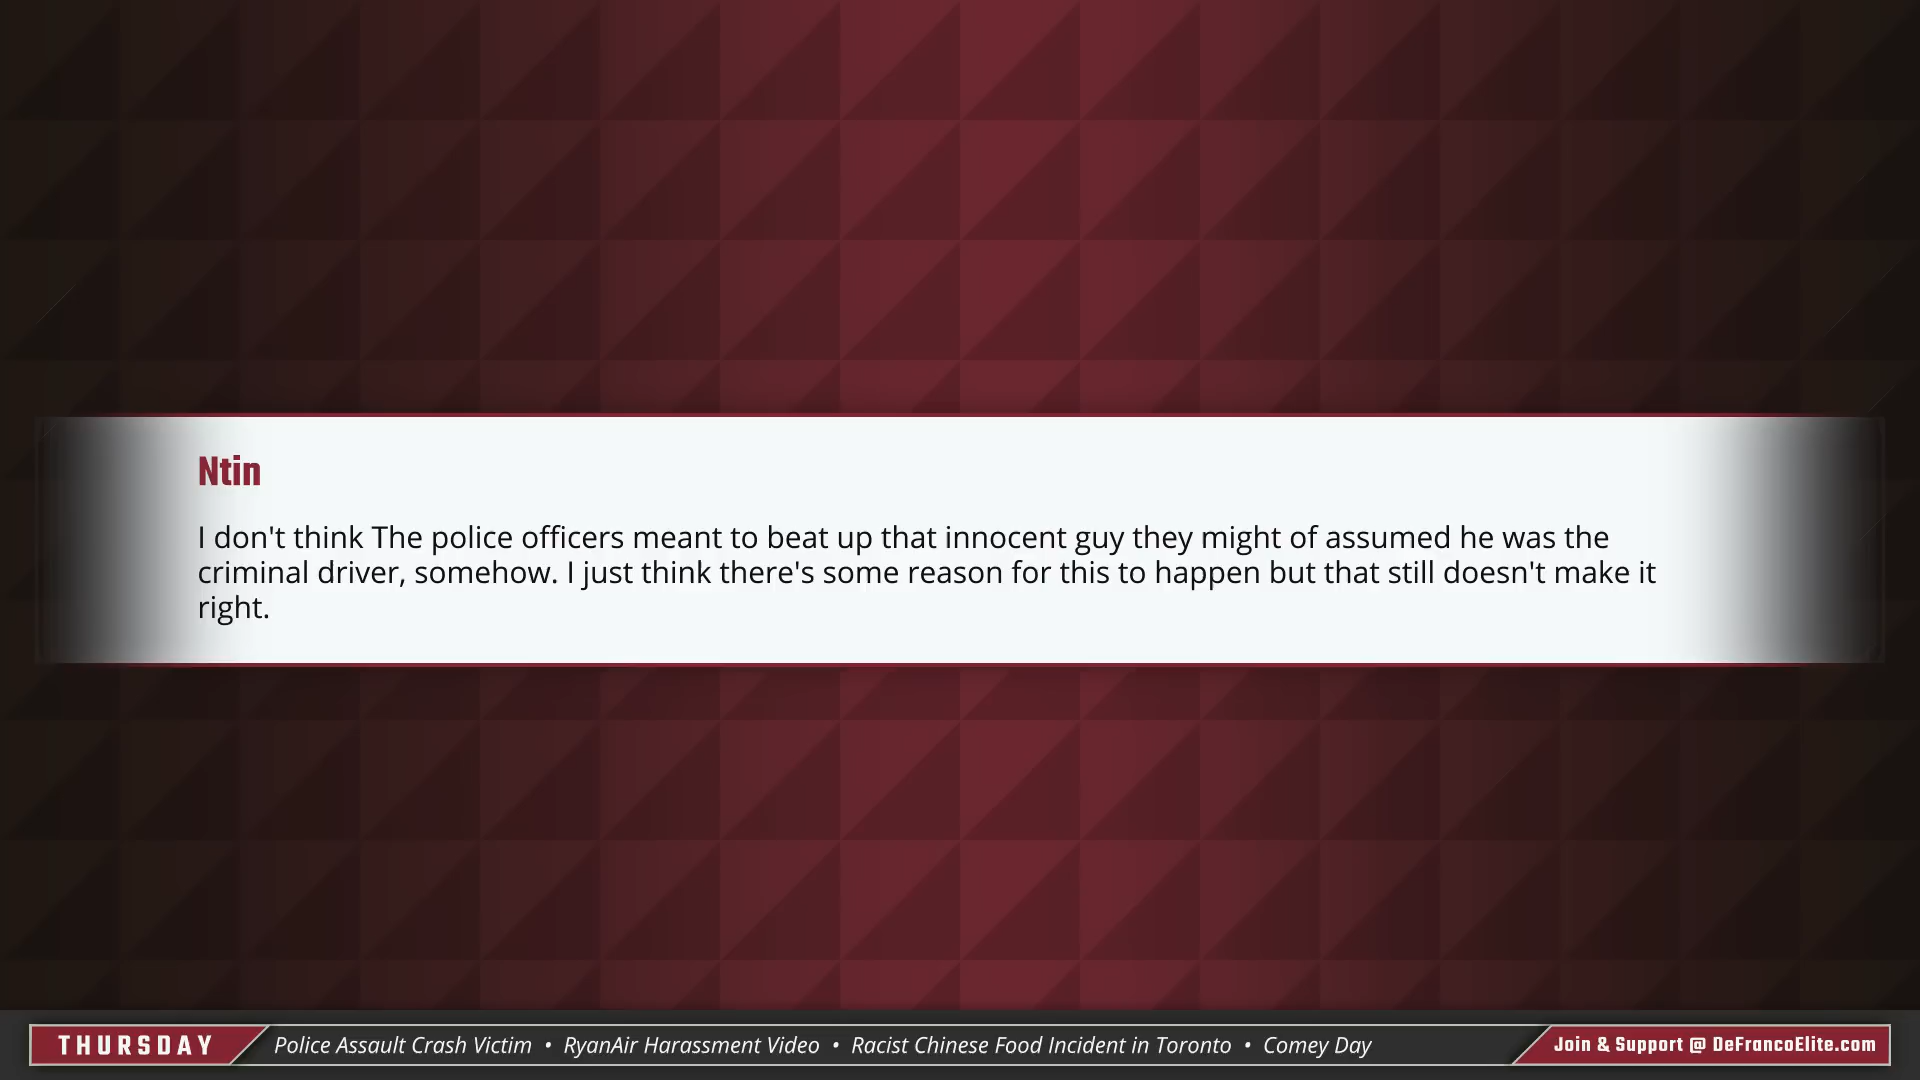 Ntin
I don't think The police officers meant to beat up that innocent guy they might of assumed he was the
criminal driver, somehow. I just think there's some reason for this to happen but that still doesn't make it
right.
THURSDAY
Police Assault Crash Victim • RyanAir Harassment Video • Racist Chinese Food Incident in Toronto • Comey Day
Join & Support @ DeFrancoElite.com